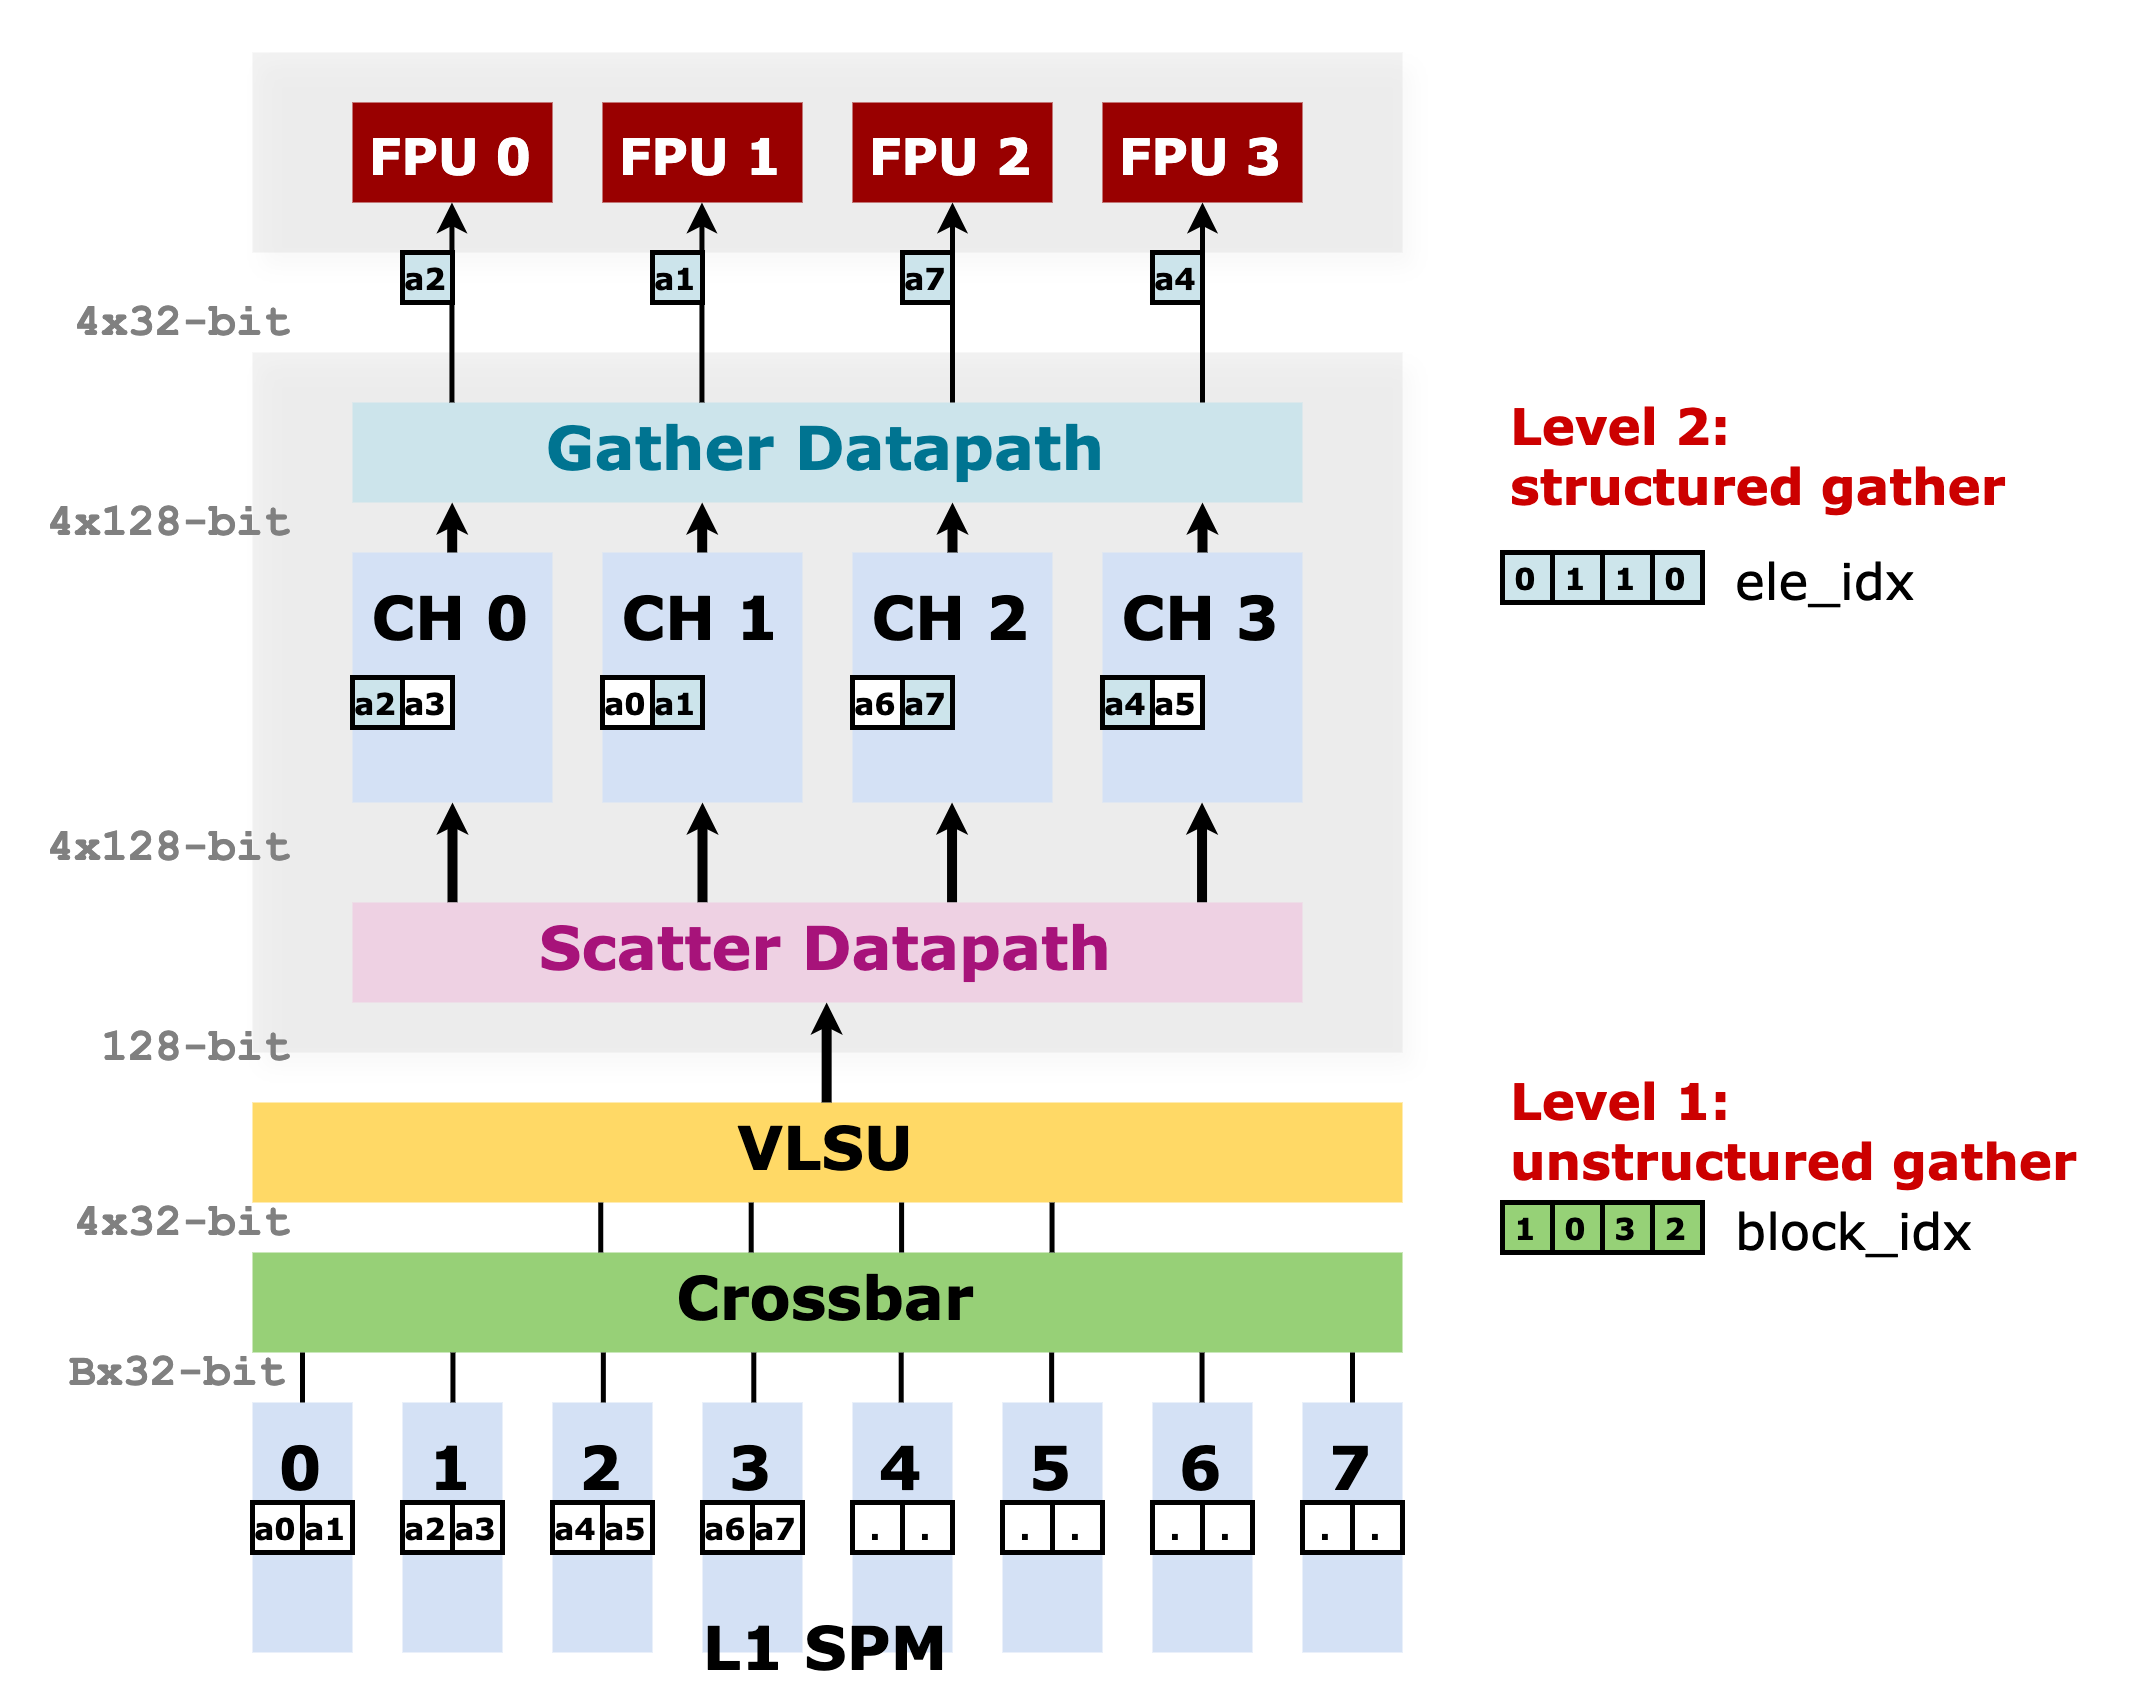 FPU 0 FPU 1 FPU 2 FPU 3
a2 a1 a7 a4
4x32-bit
Gather Datapath
4x128-bit
CH 0 CH 1 CH 2 CH 3
a2 a3 a0 a1 a6 a7 a4 a5
4x128-bit
Scatter Datapath
128-bit
VLSU
4x32-bit
Crossbar
Bx32-bit
0 1 2 3 4 5 6 7
a0 a1 a2 a3 a4 a5 a6 a7 . . . . . . . .
L1 SPM
Level 2:
structured gather
0 1 1 0 ele_idx
Level 1:
unstructured gather
1 0 3 2 block_idx